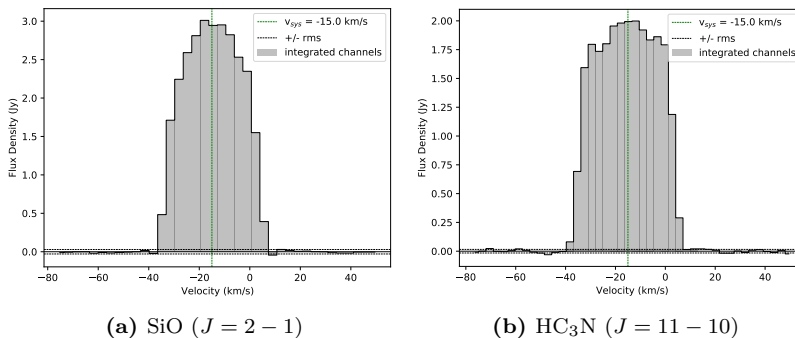 v_sys = -15.0 km/s
+/- rms
integrated channels
3.0
2.5
2.0
1.5
1.0
0.5
0.0
Flux Density (Jy)
−80 −60 −40 −20 0 20 40
Velocity (km/s)
(a) SiO (J = 2 − 1)
v_sys = -15.0 km/s
+/- rms
integrated channels
2.00
1.75
1.50
1.25
1.00
0.75
0.50
0.25
0.00
Flux Density (Jy)
−80 −60 −40 −20 0 20 40
Velocity (km/s)
(b) HC₃N (J = 11 − 10)